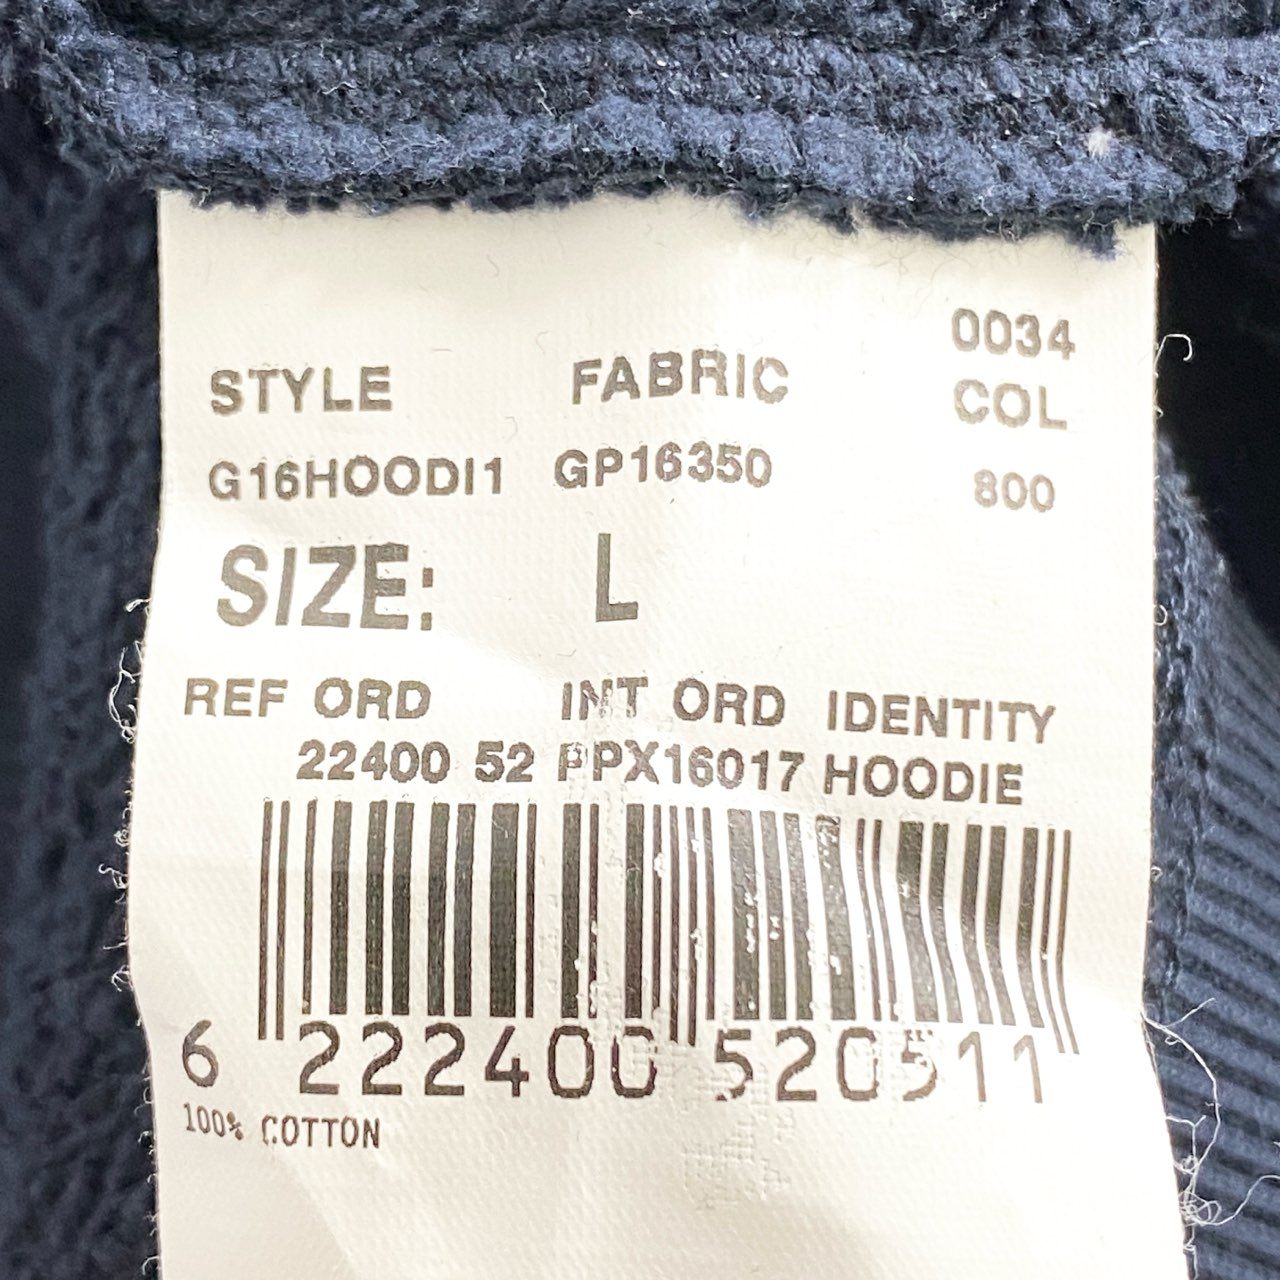 0034
STYLE FABRIC COL
G16HOODI1 GP16350 800
SIZE: L
REF ORD INT ORD IDENTITY
22400 52 PPX16017 HOODIE
6 222400 520511
100% COTTON